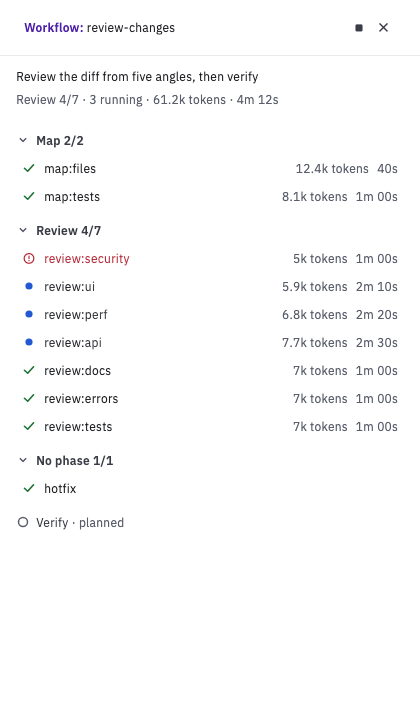 Workflow: review-changes
Review the diff from five angles, then verify
Review 4/7 · 3 running · 61.2k tokens · 4m 12s
Map 2/2
map:files 12.4k tokens 40s
map:tests 8.1k tokens 1m 00s
Review 4/7
review:security 5k tokens 1m 00s
review:ui 5.9k tokens 2m 10s
review:perf 6.8k tokens 2m 20s
review:api 7.7k tokens 2m 30s
review:docs 7k tokens 1m 00s
review:errors 7k tokens 1m 00s
review:tests 7k tokens 1m 00s
No phase 1/1
hotfix
Verify · planned